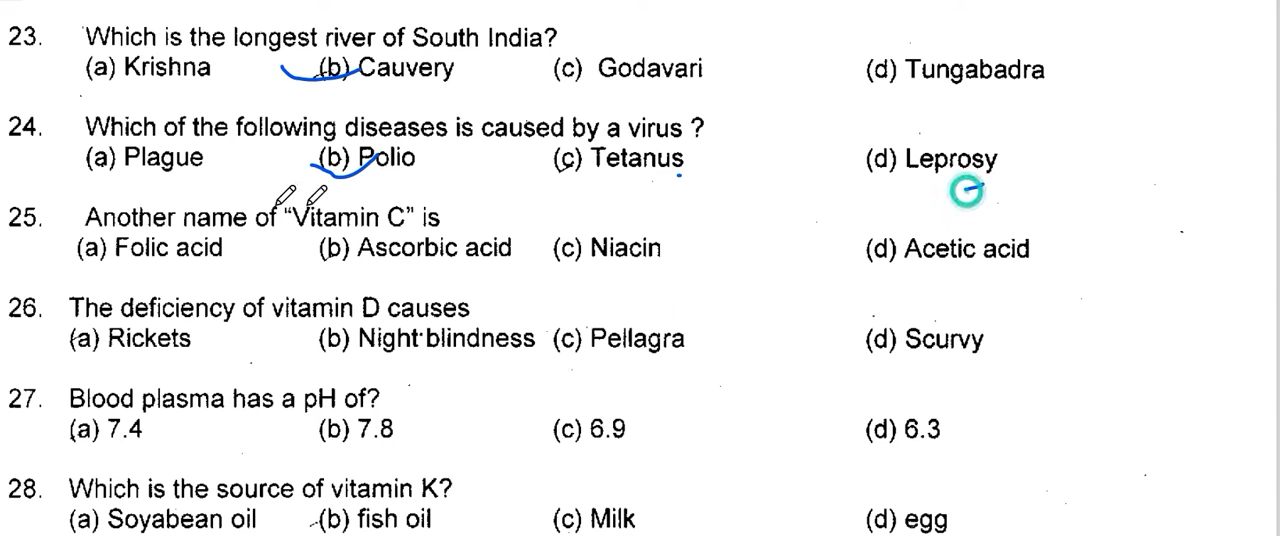 23. Which is the longest river of South India?
(a) Krishna (b) Cauvery (c) Godavari (d) Tungabadra
24. Which of the following diseases is caused by a virus ?
(a) Plague (b) Polio (c) Tetanus (d) Leprosy
25. Another name of “Vitamin C” is
(a) Folic acid (b) Ascorbic acid (c) Niacin (d) Acetic acid
26. The deficiency of vitamin D causes
(a) Rickets (b) Night blindness (c) Pellagra (d) Scurvy
27. Blood plasma has a pH of?
(a) 7.4 (b) 7.8 (c) 6.9 (d) 6.3
28. Which is the source of vitamin K?
(a) Soyabean oil (b) fish oil (c) Milk (d) egg